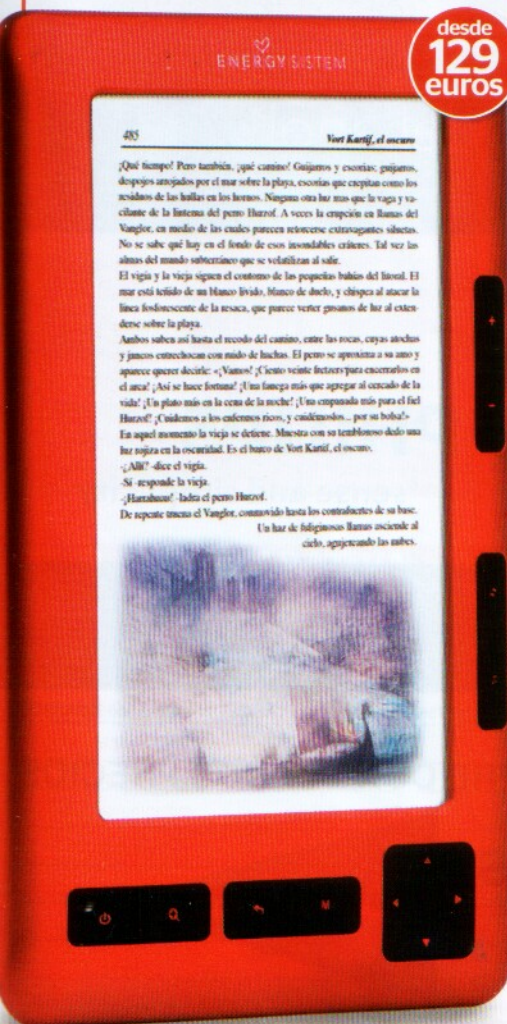 desde
129
euros
ENERGY SISTEM
485 Vort Kartif, el oscuro
¡Qué tiempo! Pero también, ¡qué camino! Guijarros y escorias; guijarros,
despojos arrojados por el mar sobre la playa, escorias que crepitan como los
residuos de las hullas en los hornos. Ninguna otra luz mas que la vaga y va-
cilante de la linterna del perro Hurzof. A veces la erupción en llamas del
Vanglor, en medio de las cuales parecen retorcerse extravagantes siluetas.
No se sabe qué hay en el fondo de esos insondables cráteres. Tal vez las
almas del mundo subterráneo que se volatilizan al salir.
El vigía y la vieja siguen el contorno de las pequeñas bahías del litoral. El
mar está teñido de un blanco lívido, blanco de duelo, y chispea al atacar la
línea fosforescente de la resaca, que parece verter gusanos de luz al exten-
derse sobre la playa.
Ambos suben así hasta el recodo del camino, entre las rocas, cuyas atochas
y juncos entrechocan con ruido de hachas. El perro se aproxima a su amo y
aparece querer decirle: «¡Vamos! ¡Ciento veinte fretzers para encerrarlos en
el arca! ¡Así se hace fortuna! ¡Una fanega más que agregar al cercado de la
vida! ¡Un plato más en la cena de la noche! ¡Una empanada más para el fiel
Hurzof! ¡Cuidemos a los enfermos ricos, y cuidémoslos... por su bolsa!»
En aquel momento la vieja se detiene. Muestra con su tembloroso dedo una
luz rojiza en la oscuridad. Es el barco de Vort Kartif, el oscuro.
-¿Allí? -dice el vigía.
-Sí -responde la vieja.
-¡Harrahuau! -ladra el perro Hurzof.
De repente truena el Vanglor, conmovido hasta los contrafuertes de su base.
Un haz de fuliginosas llamas asciende al
cielo, agujereando las nubes.
M